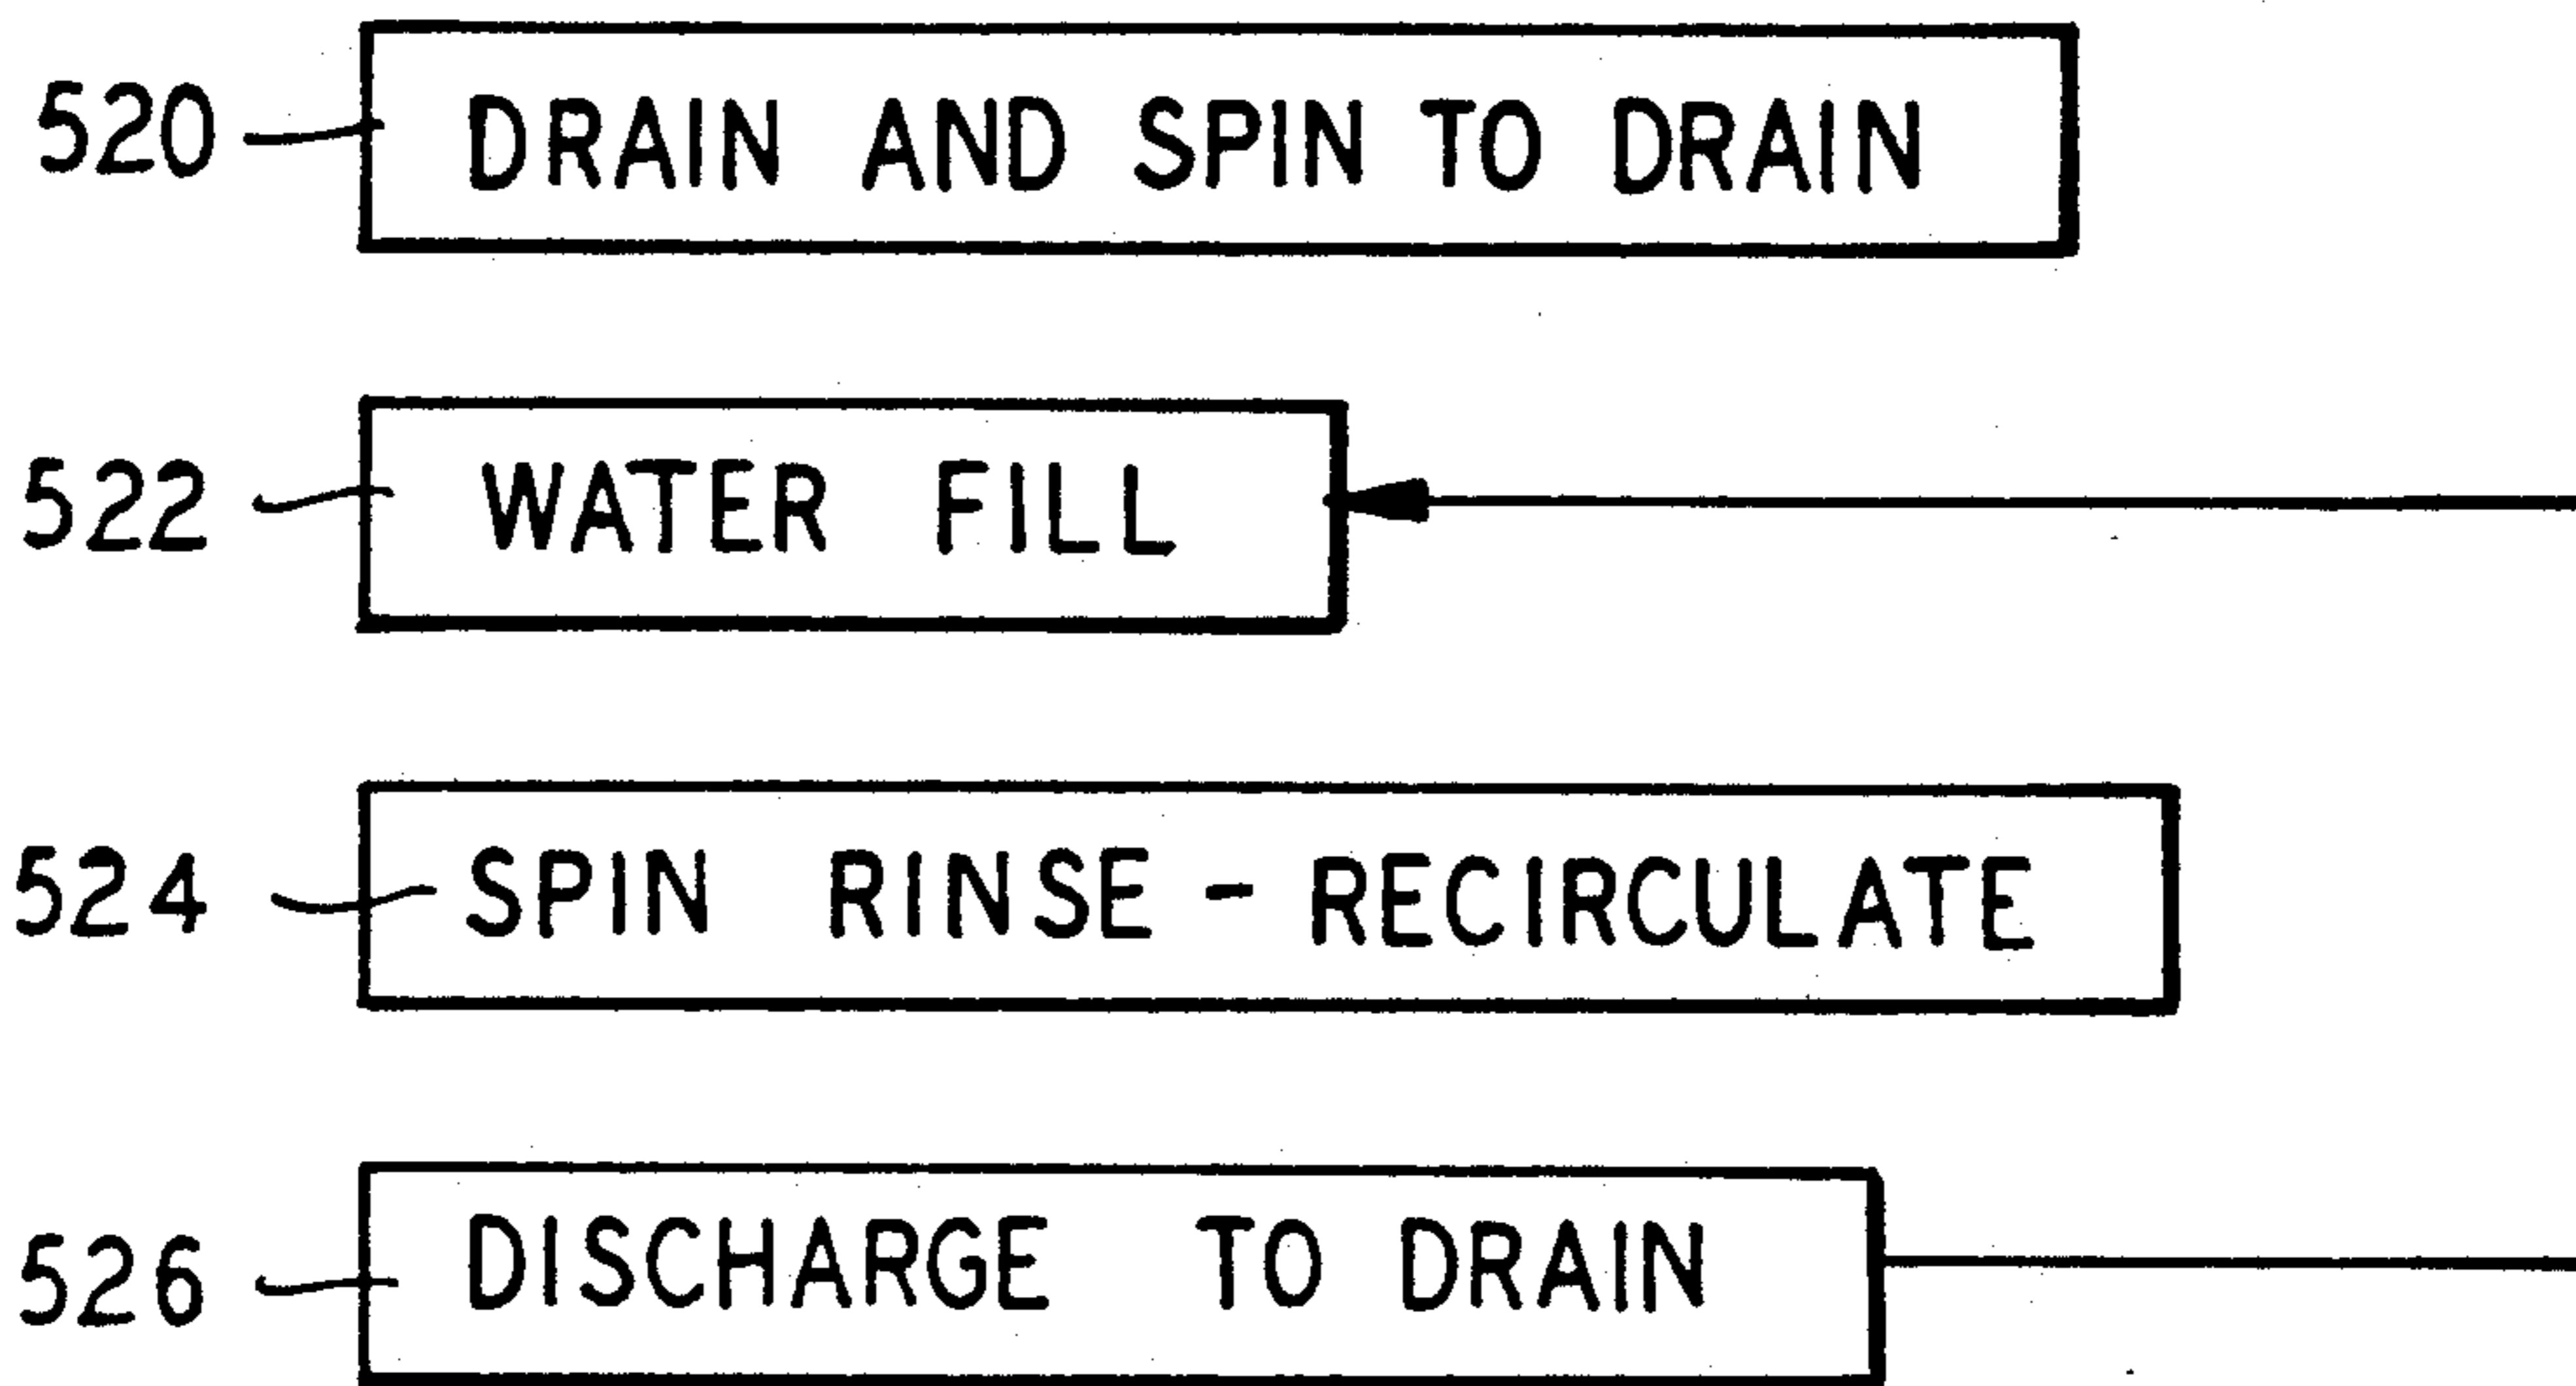 520 DRAIN AND SPIN TO DRAIN
522 WATER FILL
524 SPIN RINSE - RECIRCULATE
526 DISCHARGE TO DRAIN